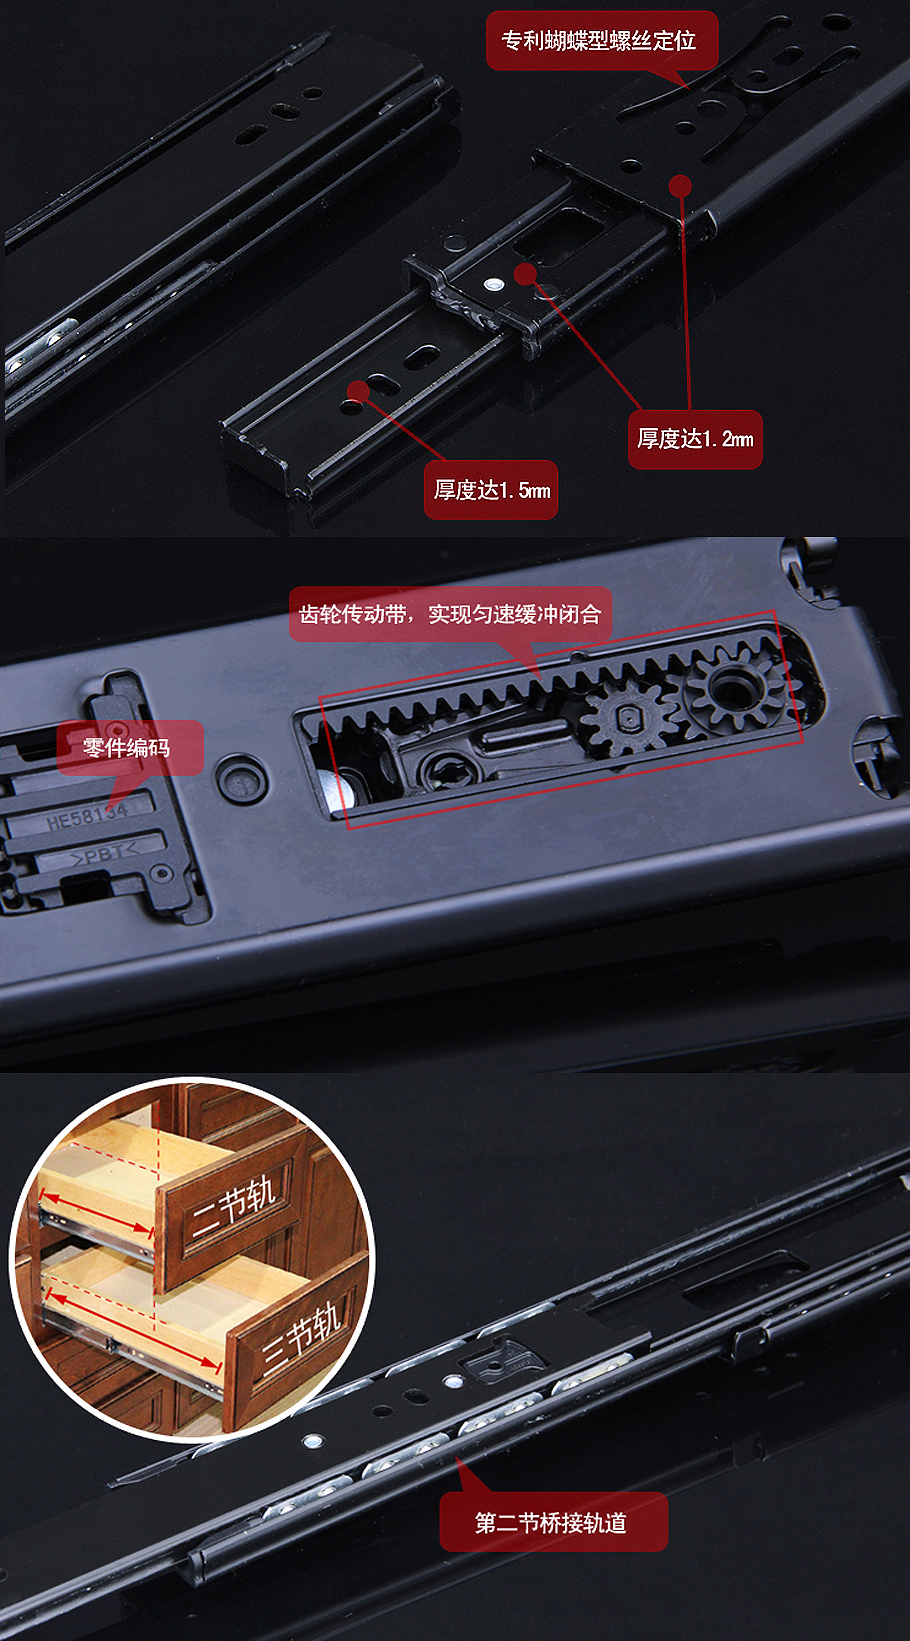 专利蝴蝶型螺丝定位
厚度达1.2mm
厚度达1.5mm
齿轮传动带，实现匀速缓冲闭合
零件编码
HE58134
>PBT<
二节轨
三节轨
第二节桥接轨道